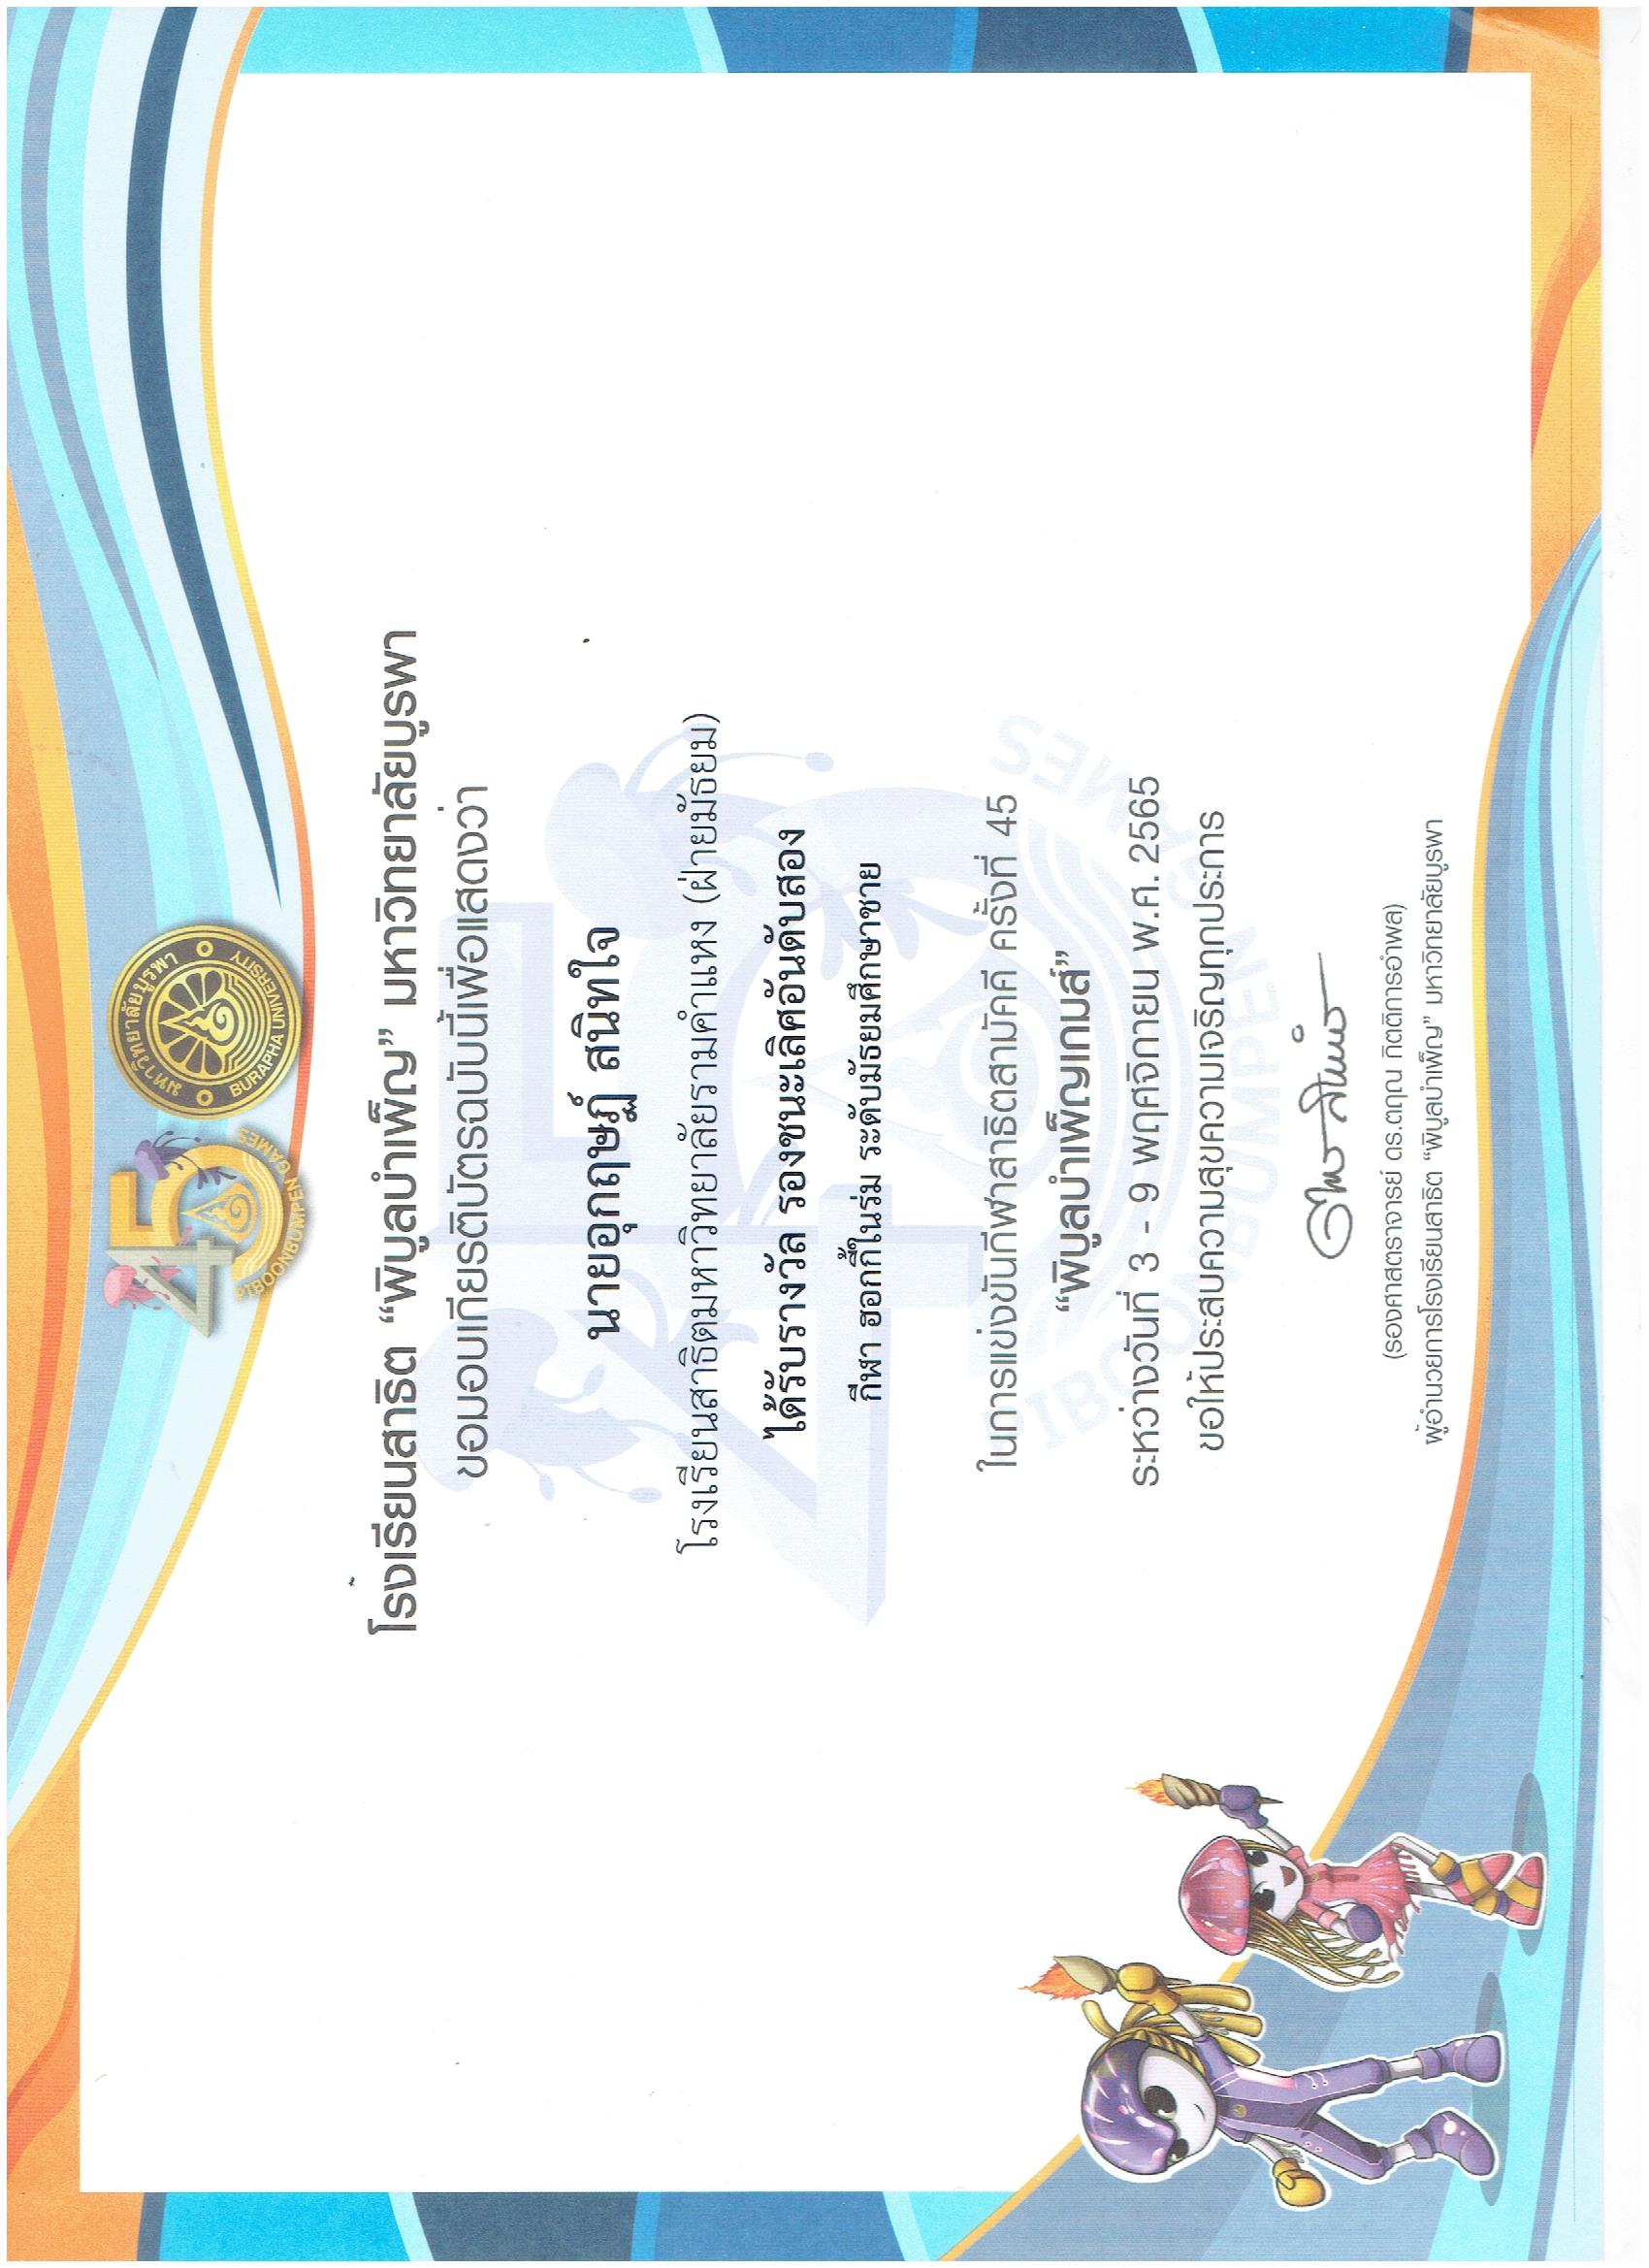 45
PIBOONBUMPEN GAMES
มหาวิทยาลัยบูรพา
BURAPHA UNIVERSITY
โรงเรียนสาธิต “พิบูลบำเพ็ญ” มหาวิทยาลัยบูรพา
ขอมอบเกียรติบัตรฉบับนี้เพื่อแสดงว่า
นายอุกฤษฏ์ สนิทใจ
โรงเรียนสาธิตมหาวิทยาลัยรามคำแหง (ฝ่ายมัธยม)
ได้รับรางวัล รองชนะเลิศอันดับสอง
กีฬา ฮอกกี้ในร่ม ระดับมัธยมศึกษาชาย
ในการแข่งขันกีฬาสาธิตสามัคคี ครั้งที่ 45
“พิบูลบำเพ็ญเกมส์”
ระหว่างวันที่ 3 - 9 พฤศจิกายน พ.ศ. 2565
ขอให้ประสบความสุขความเจริญทุกประการ
(รองศาสตราจารย์ ดร.ตฤณ กิตติการอำพล)
ผู้อำนวยการโรงเรียนสาธิต “พิบูลบำเพ็ญ” มหาวิทยาลัยบูรพา